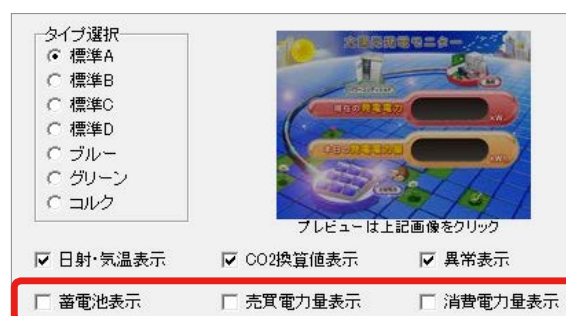 タイプ選択
標準A
標準B
標準C
標準D
ブルー
グリーン
コルク
太陽光発電モニター
現在の発電電力
kW
本日の発電電力量
プレビューは上記画像をクリック
日射・気温表示 CO2換算値表示 異常表示
蓄電池表示 売買電力量表示 消費電力量表示